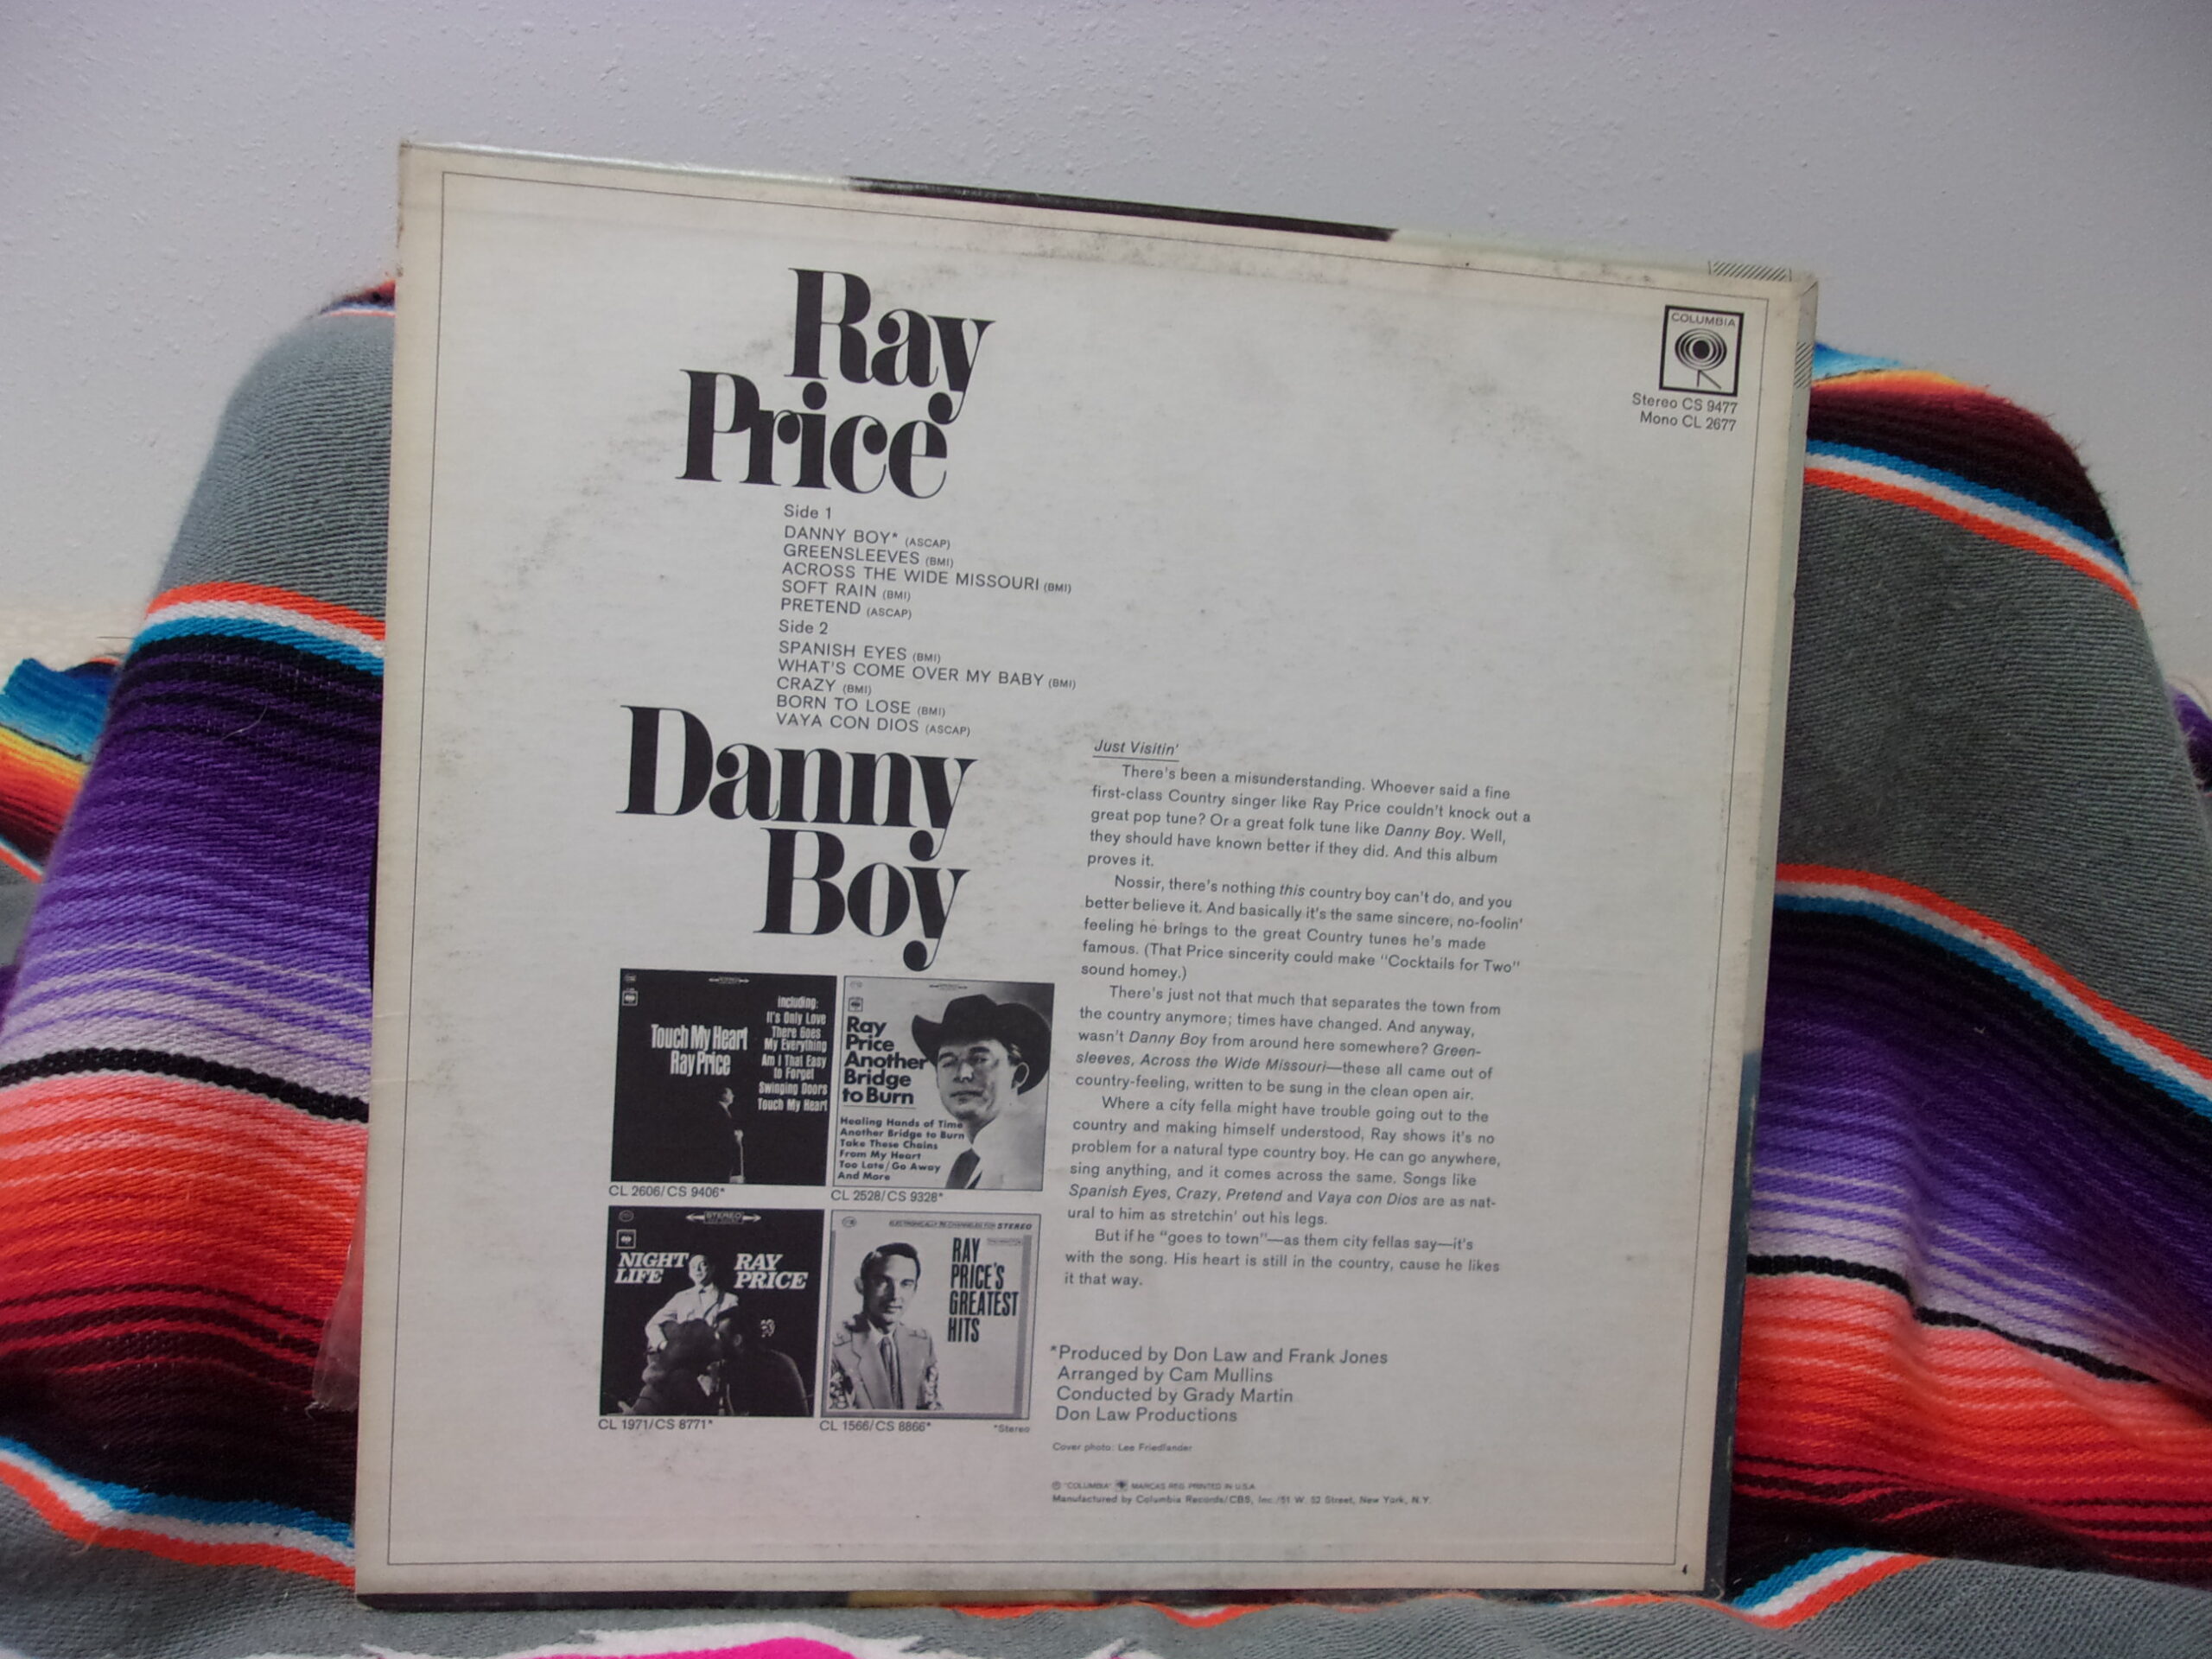 Ray
Price
Side 1
DANNY BOY* (ASCAP)
GREENSLEEVES (BMI)
ACROSS THE WIDE MISSOURI (BMI)
SOFT RAIN (BMI)
PRETEND (ASCAP)
Side 2
SPANISH EYES (BMI)
WHAT'S COME OVER MY BABY (BMI)
CRAZY (BMI)
BORN TO LOSE (BMI)
VAYA CON DIOS (ASCAP)
Danny
Boy
COLUMBIA
Stereo CS 9477
Mono CL 2677
Just Visitin'
There's been a misunderstanding. Whoever said a fine
first-class Country singer like Ray Price couldn't knock out a
great pop tune? Or a great folk tune like Danny Boy. Well,
they should have known better if they did. And this album
proves it.
Nossir, there's nothing this country boy can't do, and you
better believe it. And basically it's the same sincere, no-foolin'
feeling he brings to the great Country tunes he's made
famous. (That Price sincerity could make "Cocktails for Two"
sound homey.)
There's just not that much that separates the town from
the country anymore; times have changed. And anyway,
wasn't Danny Boy from around here somewhere? Green-
sleeves, Across the Wide Missouri—these all came out of
country-feeling, written to be sung in the clean open air.
Where a city fella might have trouble going out to the
country and making himself understood, Ray shows it's no
problem for a natural type country boy. He can go anywhere,
sing anything, and it comes across the same. Songs like
Spanish Eyes, Crazy, Pretend and Vaya con Dios are as nat-
ural to him as stretchin' out his legs.
But if he "goes to town"—as them city fellas say—it's
with the song. His heart is still in the country, cause he likes
it that way.
Touch My Heart
Ray Price
including:
It's Only Love
There Goes
My Everything
Am I That Easy
to Forget
Swinging Doors
Touch My Heart
CL 2606/CS 9406*
Ray
Price
Another
Bridge
to Burn
Healing Hands of Time
Another Bridge to Burn
Take These Chains
From My Heart
Too Late/Go Away
And More
CL 2528/CS 9328*
STEREO
NIGHT
LIFE
RAY
PRICE
CL 1971/CS 8771*
ELECTRONICALLY RE-CHANNELED FOR STEREO
RAY
PRICE'S
GREATEST
HITS
CL 1566/CS 8866*
*Stereo
*Produced by Don Law and Frank Jones
Arranged by Cam Mullins
Conducted by Grady Martin
Don Law Productions
Cover photo: Lee Friedlander
"COLUMBIA" MARCAS REG. PRINTED IN U.S.A.
Manufactured by Columbia Records/CBS, Inc./51 W. 52 Street, New York, N.Y.
4